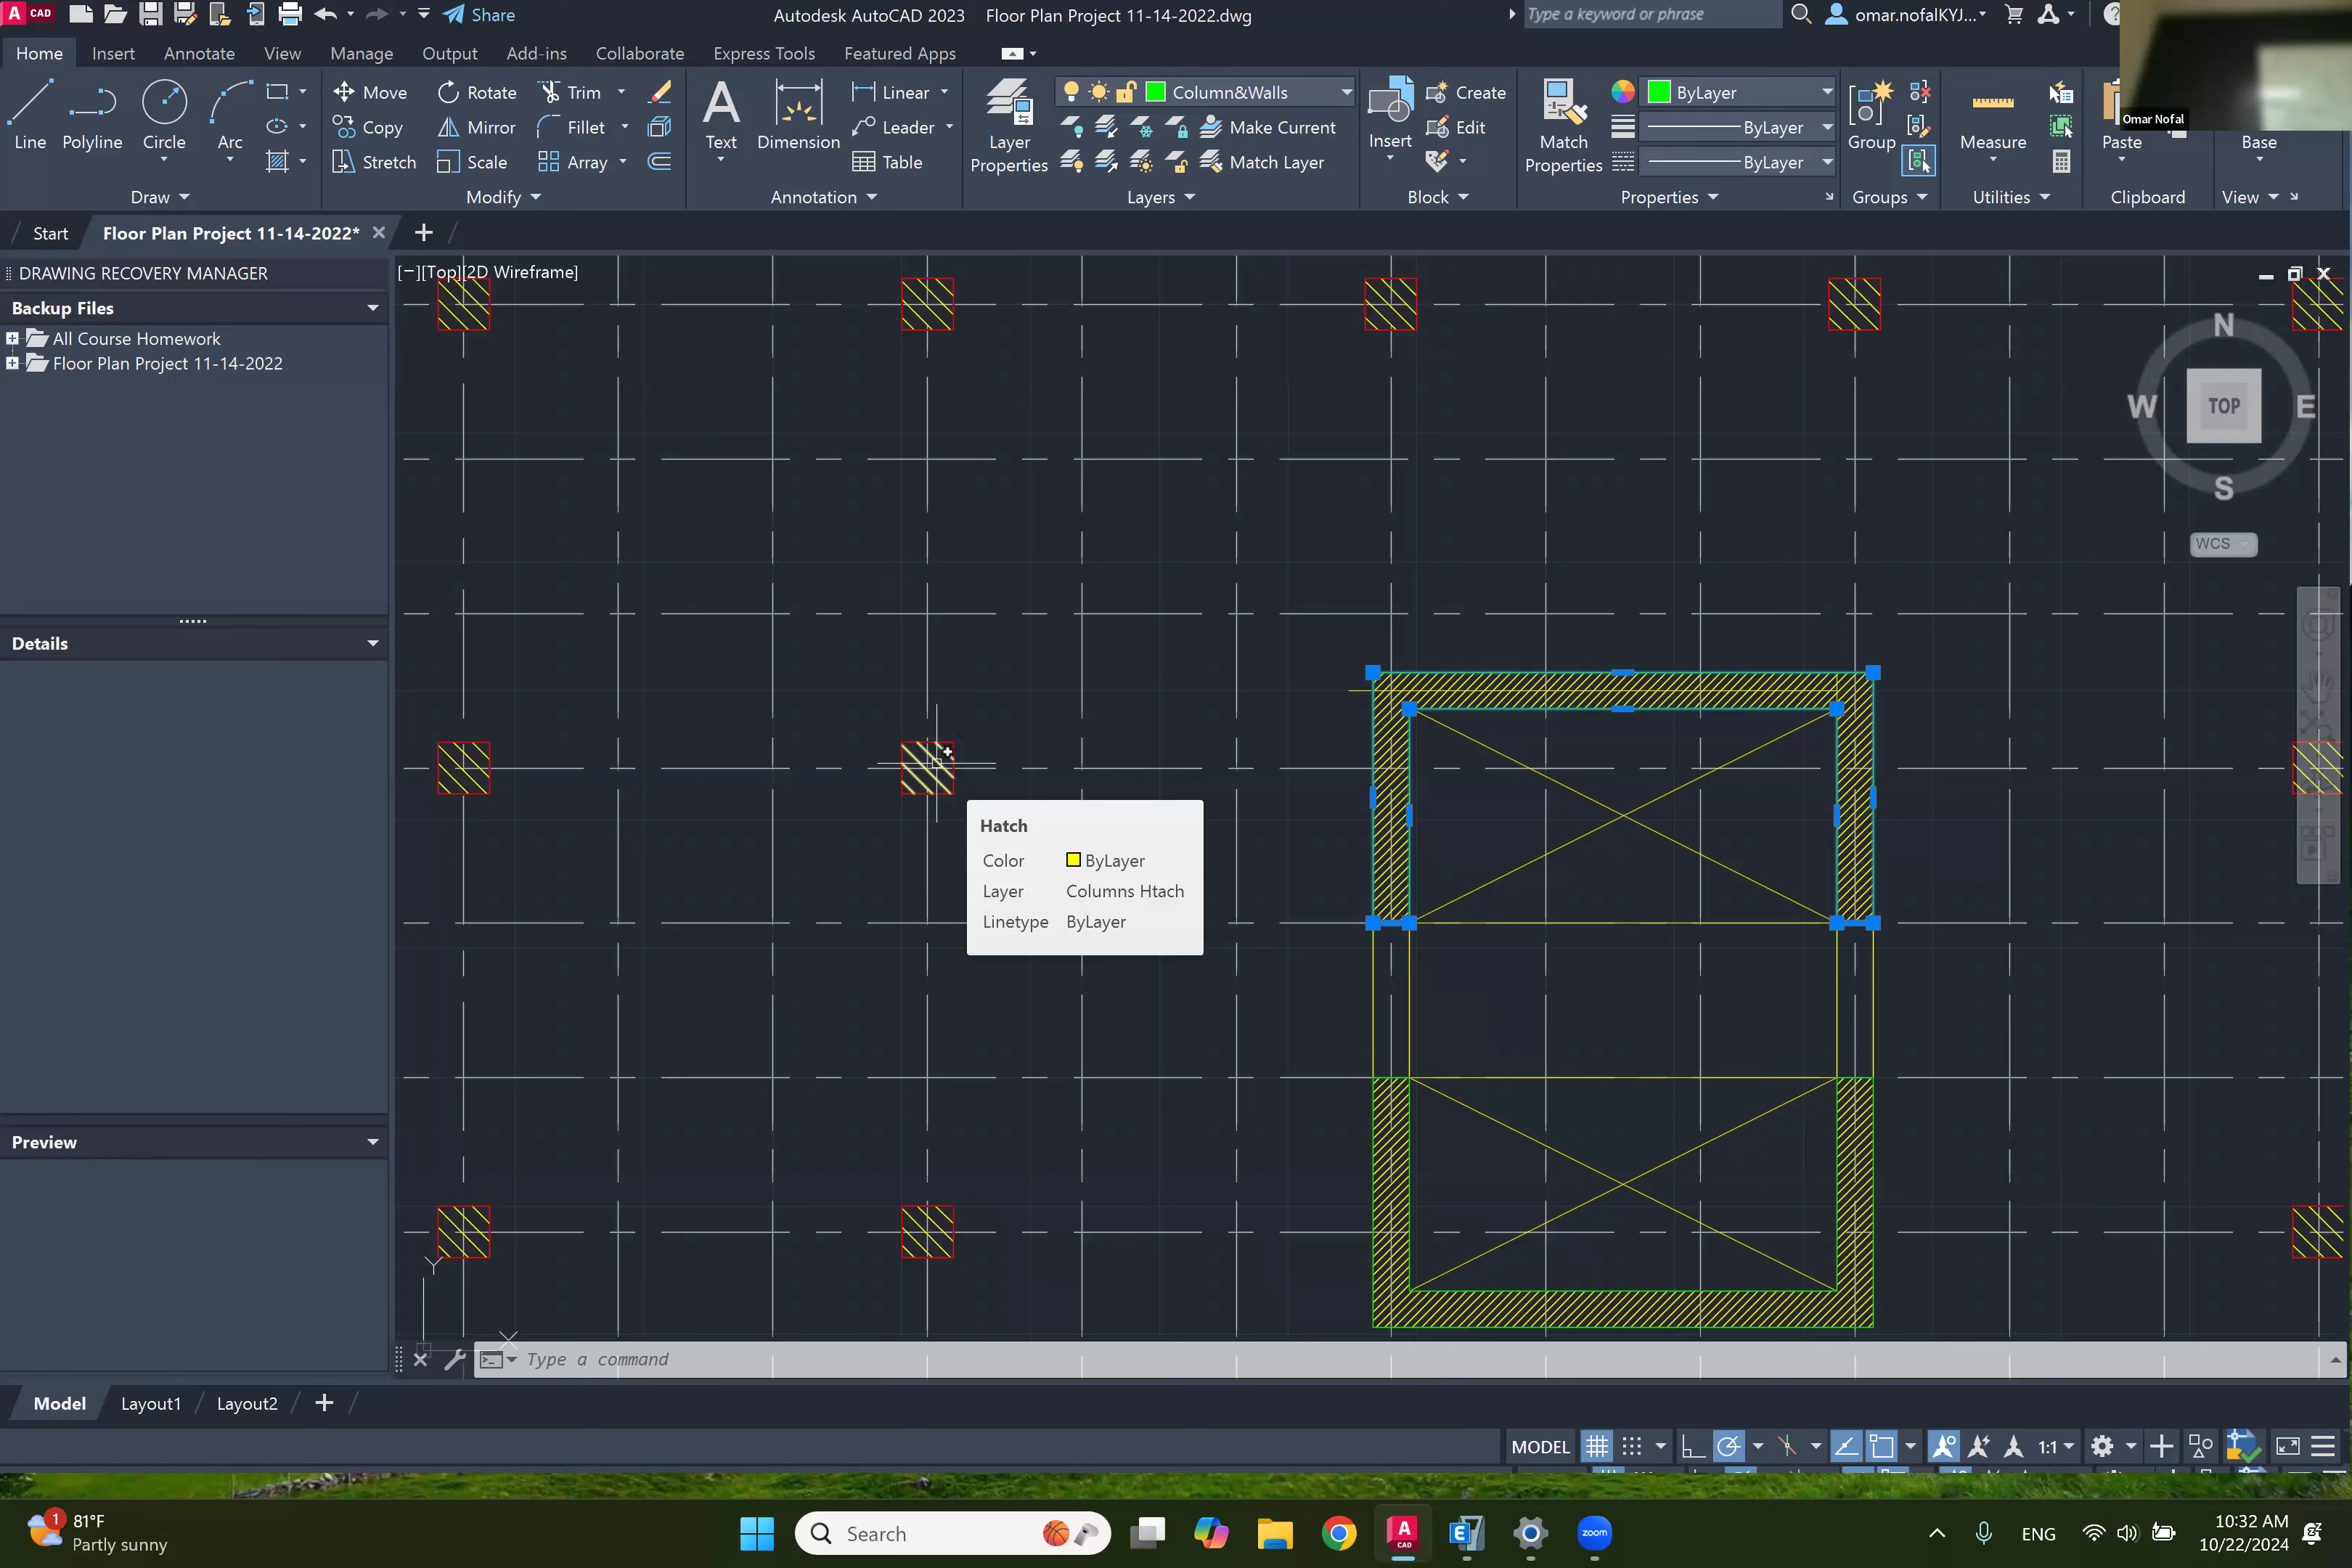 A CAD
Share
Autodesk AutoCAD 2023 Floor Plan Project 11-14-2022.dwg
Type a keyword or phrase
omar.nofalKYJ...
Home Insert Annotate View Manage Output Add-ins Collaborate Express Tools Featured Apps
Line
Polyline
Circle
Arc
Move
Rotate
Trim
Copy
Mirror
Fillet
Stretch
Scale
Array
Text
Dimension
Linear
Leader
Table
Layer
Properties
Column&Walls
Make Current
Match Layer
Insert
Create
Edit
Match
Properties
ByLayer
ByLayer
ByLayer
Group
Measure
Paste
Base
Omar Nofal
Draw Modify Annotation Layers Block Properties Groups Utilities Clipboard View
Start
Floor Plan Project 11-14-2022*
DRAWING RECOVERY MANAGER
Backup Files
All Course Homework
Floor Plan Project 11-14-2022
Details
Preview
[−][Top][2D Wireframe]
N
W TOP E
S
WCS
Hatch
Color ByLayer
Layer Columns Htach
Linetype ByLayer
Y
X
Type a command
Model Layout1 Layout2
MODEL
1:1
1
81°F
Partly sunny
Search
A
CAD
E
zoom
ENG
10:32 AM
10/22/2024